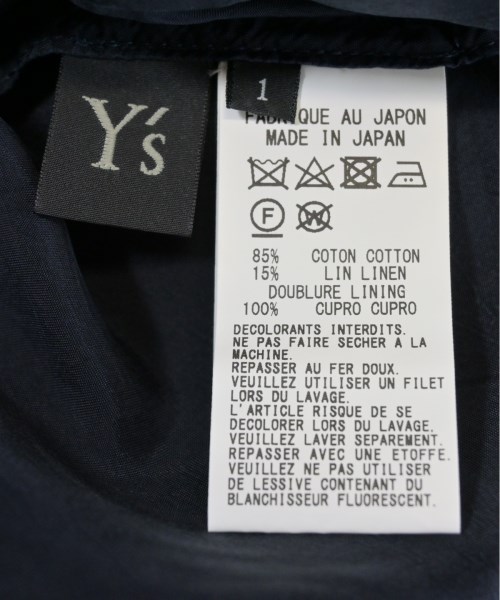 Y's
1
FABRIQUE AU JAPON
MADE IN JAPAN
F
W
85% COTON COTTON
15% LIN LINEN
DOUBLURE LINING
100% CUPRO CUPRO
DECOLORANTS INTERDITS.
NE PAS FAIRE SECHER A LA
MACHINE.
REPASSER AU FER DOUX.
VEUILLEZ UTILISER UN FILET
LORS DU LAVAGE.
L'ARTICLE RISQUE DE SE
DECOLORER LORS DU LAVAGE.
VEUILLEZ LAVER SEPAREMENT.
REPASSER AVEC UNE ETOFFE.
VEUILLEZ NE PAS UTILISER
DE LESSIVE CONTENANT DU
BLANCHISSEUR FLUORESCENT.